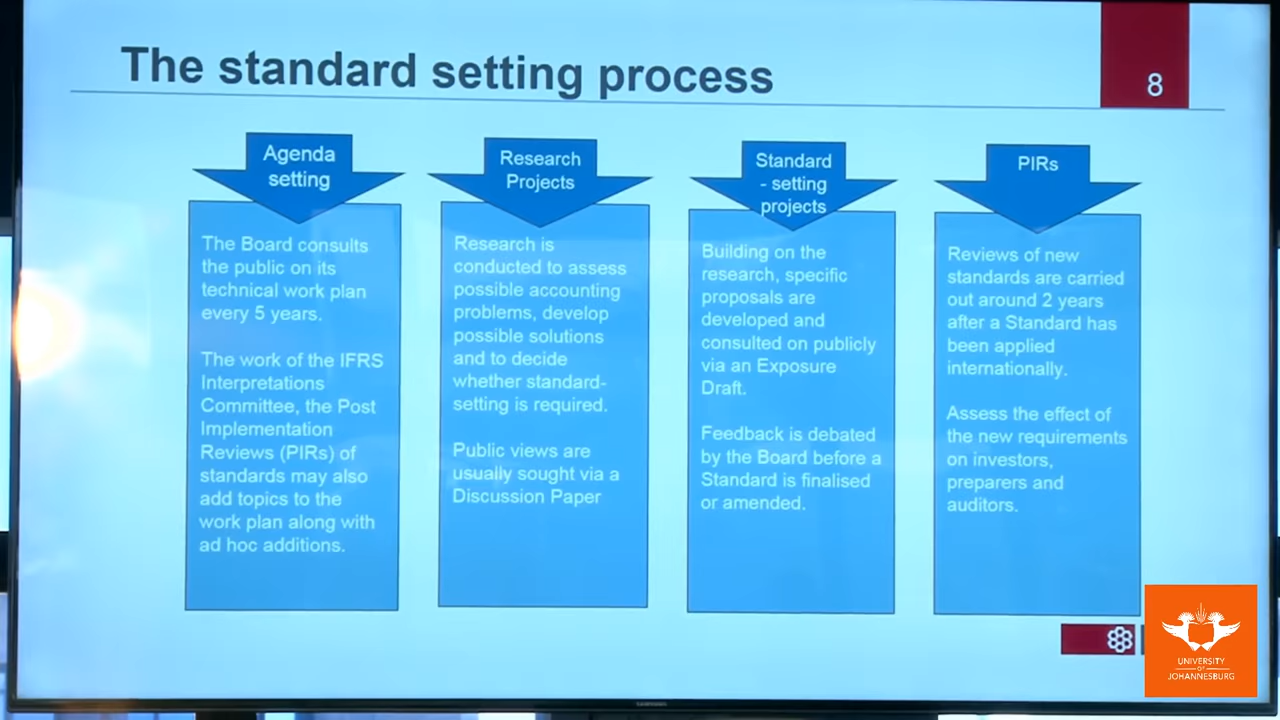 The standard setting process
8
Agenda
setting
The Board consults
the public on its
technical work plan
every 5 years.
The work of the IFRS
Interpretations
Committee, the Post
Implementation
Reviews (PIRs) of
standards may also
add topics to the
work plan along with
ad hoc additions.
Research
Projects
Research is
conducted to assess
possible accounting
problems, develop
possible solutions
and to decide
whether standard-
setting is required.
Public views are
usually sought via a
Discussion Paper
Standard
- setting
projects
Building on the
research, specific
proposals are
developed and
consulted on publicly
via an Exposure
Draft.
Feedback is debated
by the Board before a
Standard is finalised
or amended.
PIRs
Reviews of new
standards are carried
out around 2 years
after a Standard has
been applied
internationally.
Assess the effect of
the new requirements
on investors,
preparers and
auditors.
UNIVERSITY
OF
JOHANNESBURG